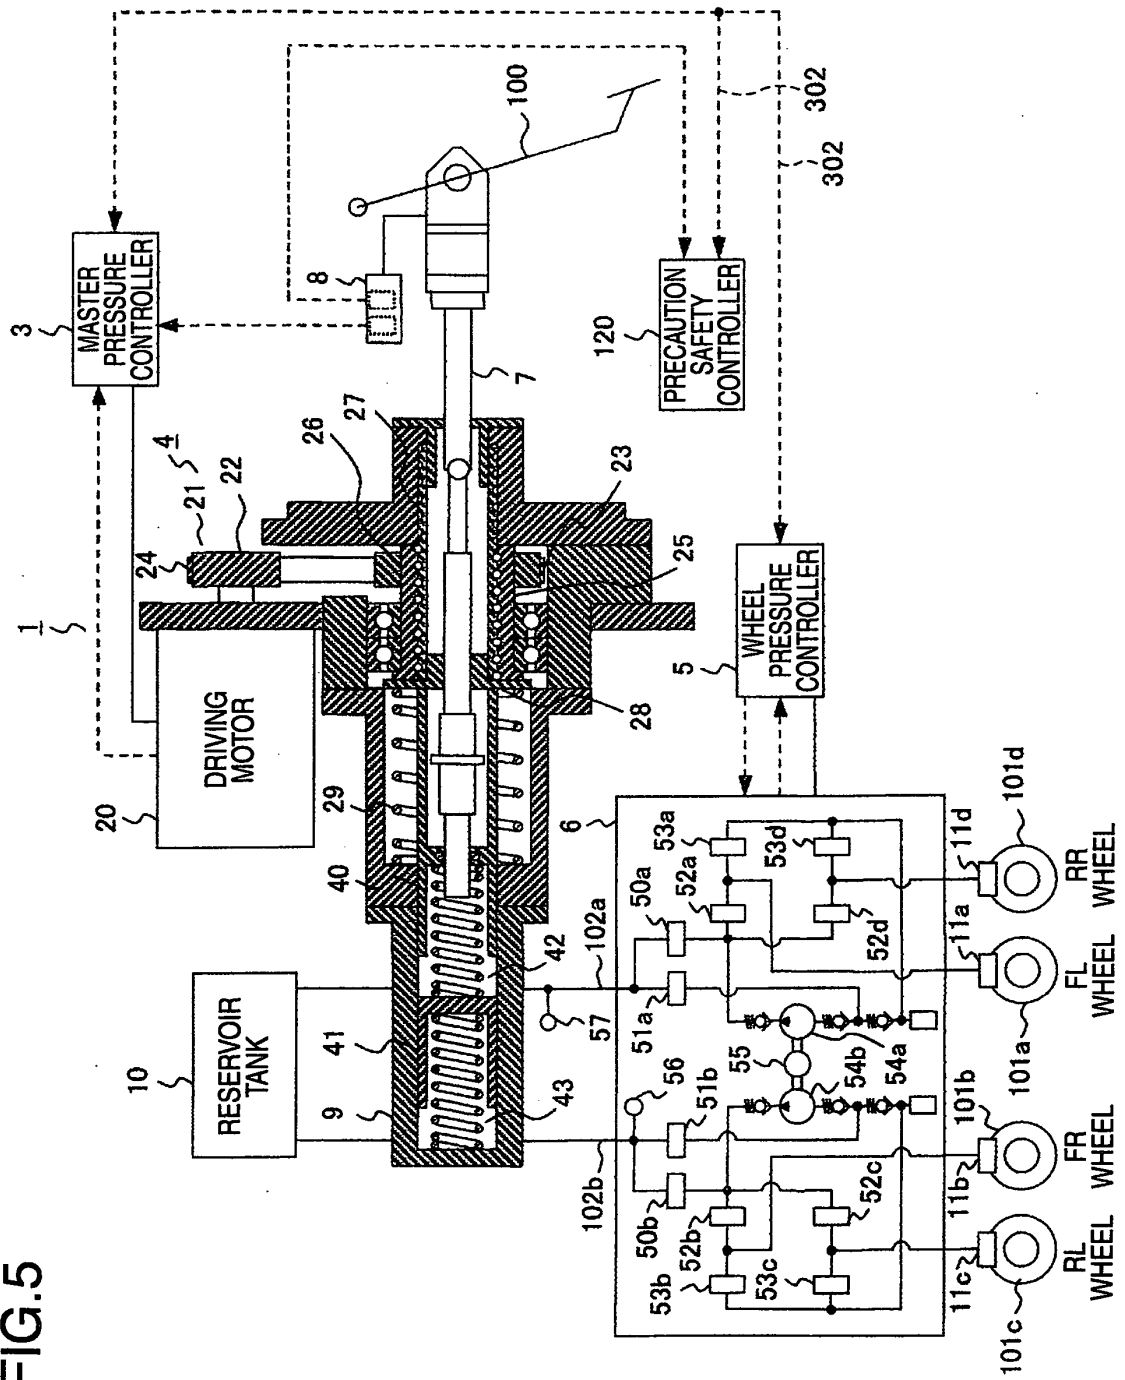 FIG.5
1
3
MASTER
PRESSURE
CONTROLLER
20
DRIVING
MOTOR
24
21
4
22
26
27
8
100
302
302
120
PRECAUTION
SAFETY
CONTROLLER
7
23
25
28
29
40
10
RESERVOIR
TANK
9
41
42
43
57
102a
102b
5
WHEEL
PRESSURE
CONTROLLER
6
56
50a
51a
52a
53a
53d
52d
50b
51b
52b
53b
53c
52c
55
54b
54a
11c
11b
11a
11d
101c
101b
101a
101d
RL
WHEEL
FR
WHEEL
FL
WHEEL
RR
WHEEL